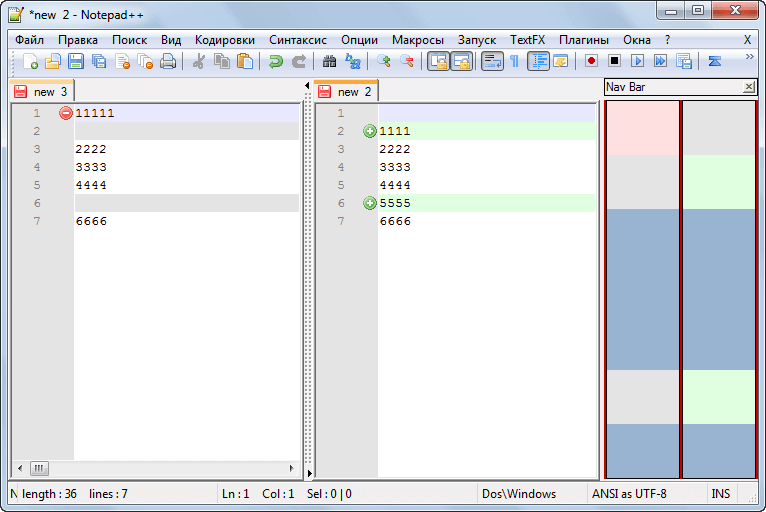 *new  2 - Notepad++
Файл Правка Поиск Вид Кодировки Синтаксис Опции Макросы Запуск TextFX Плагины Окна ? X
new  3
new  2
Nav Bar
1 11111
2
3 2222
4 3333
5 4444
6
7 6666
1
2 1111
3 2222
4 3333
5 4444
6 5555
7 6666
N length : 36    lines : 7 Ln : 1    Col : 1    Sel : 0 | 0 Dos\Windows ANSI as UTF-8 INS